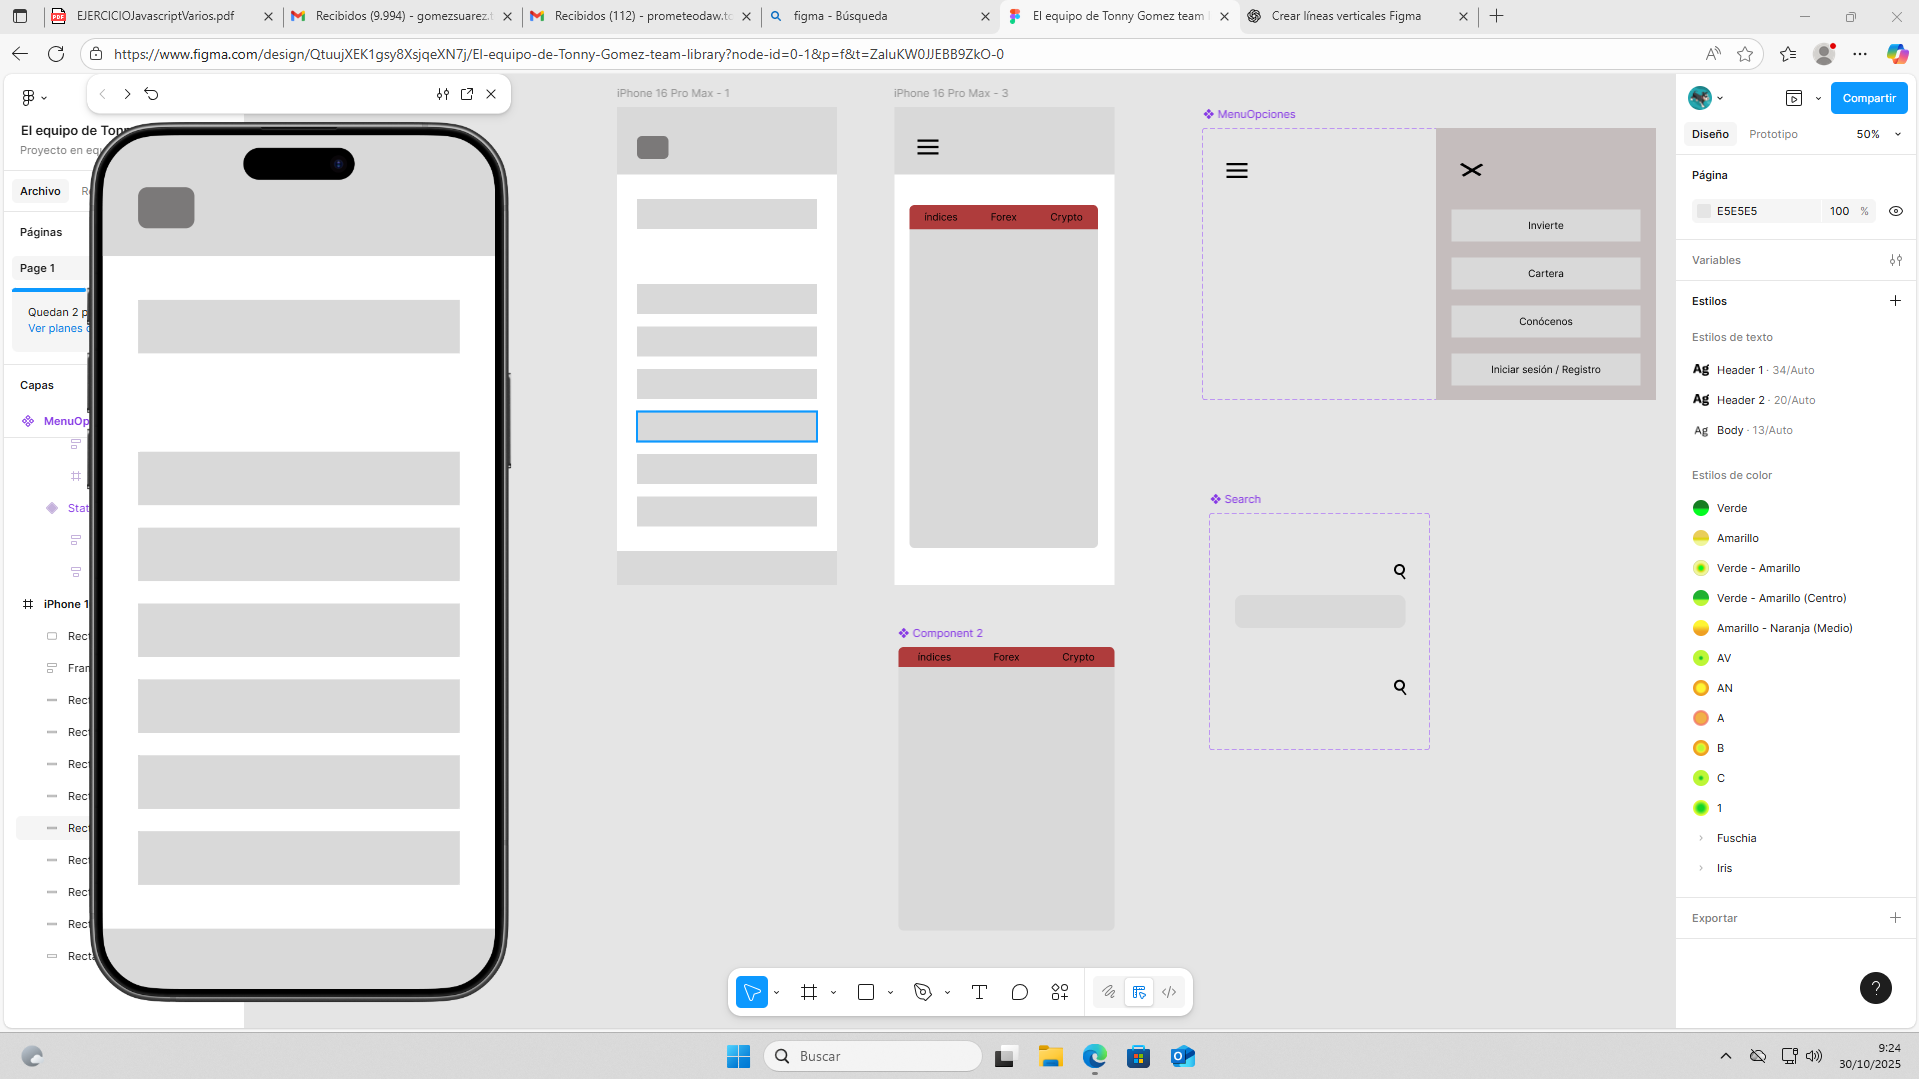 EJERCICIOJavascriptVarios.pdf
Recibidos (9.994) - gomezsuarez.t
Recibidos (112) - prometeodaw.tc
figma - Búsqueda
El equipo de Tonny Gomez team l
Crear líneas verticales Figma
https://www.figma.com/design/QtuujXEK1gsy8XsjqeXN7j/El-equipo-de-Tonny-Gomez-team-library?node-id=0-1&p=f&t=ZaluKW0JJEBB9ZkO-0
El equipo de Tonn
Proyecto en equ
Archivo
Re
Páginas
Page 1
Quedan 2 p
Ver planes
Capas
MenuOp
Stat
iPhone 1
Rect
Fran
Rect
Rect
Rect
Rect
Rect
Rect
Rect
Rect
Recta
iPhone 16 Pro Max - 1
iPhone 16 Pro Max - 3
índices Forex Crypto
Component 2
índices Forex Crypto
MenuOpciones
Invierte
Cartera
Conócenos
Iniciar sesión / Registro
Search
Compartir
Diseño Prototipo 50%
Página
E5E5E5 100 %
Variables
Estilos
Estilos de texto
Ag Header 1 · 34/Auto
Ag Header 2 · 20/Auto
Ag Body · 13/Auto
Estilos de color
Verde
Amarillo
Verde - Amarillo
Verde - Amarillo (Centro)
Amarillo - Naranja (Medio)
AV
AN
A
B
C
1
Fuschia
Iris
Exportar
?
Buscar
9:24
30/10/2025